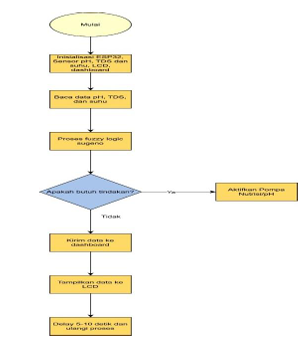 Mulai
Inisialisasi ESP32,
Sensor pH, TDS dan
suhu, LCD,
dashboard
Baca data pH, TDS,
dan suhu
Proses fuzzy logic
sugeno
Apakah butuh tindakan?
Ya
Aktifkan Pompa
Nutrisi/pH
Tidak
Kirim data ke
dashboard
Tampilkan data ke
LCD
Delay 5-10 detik dan
ulangi proses